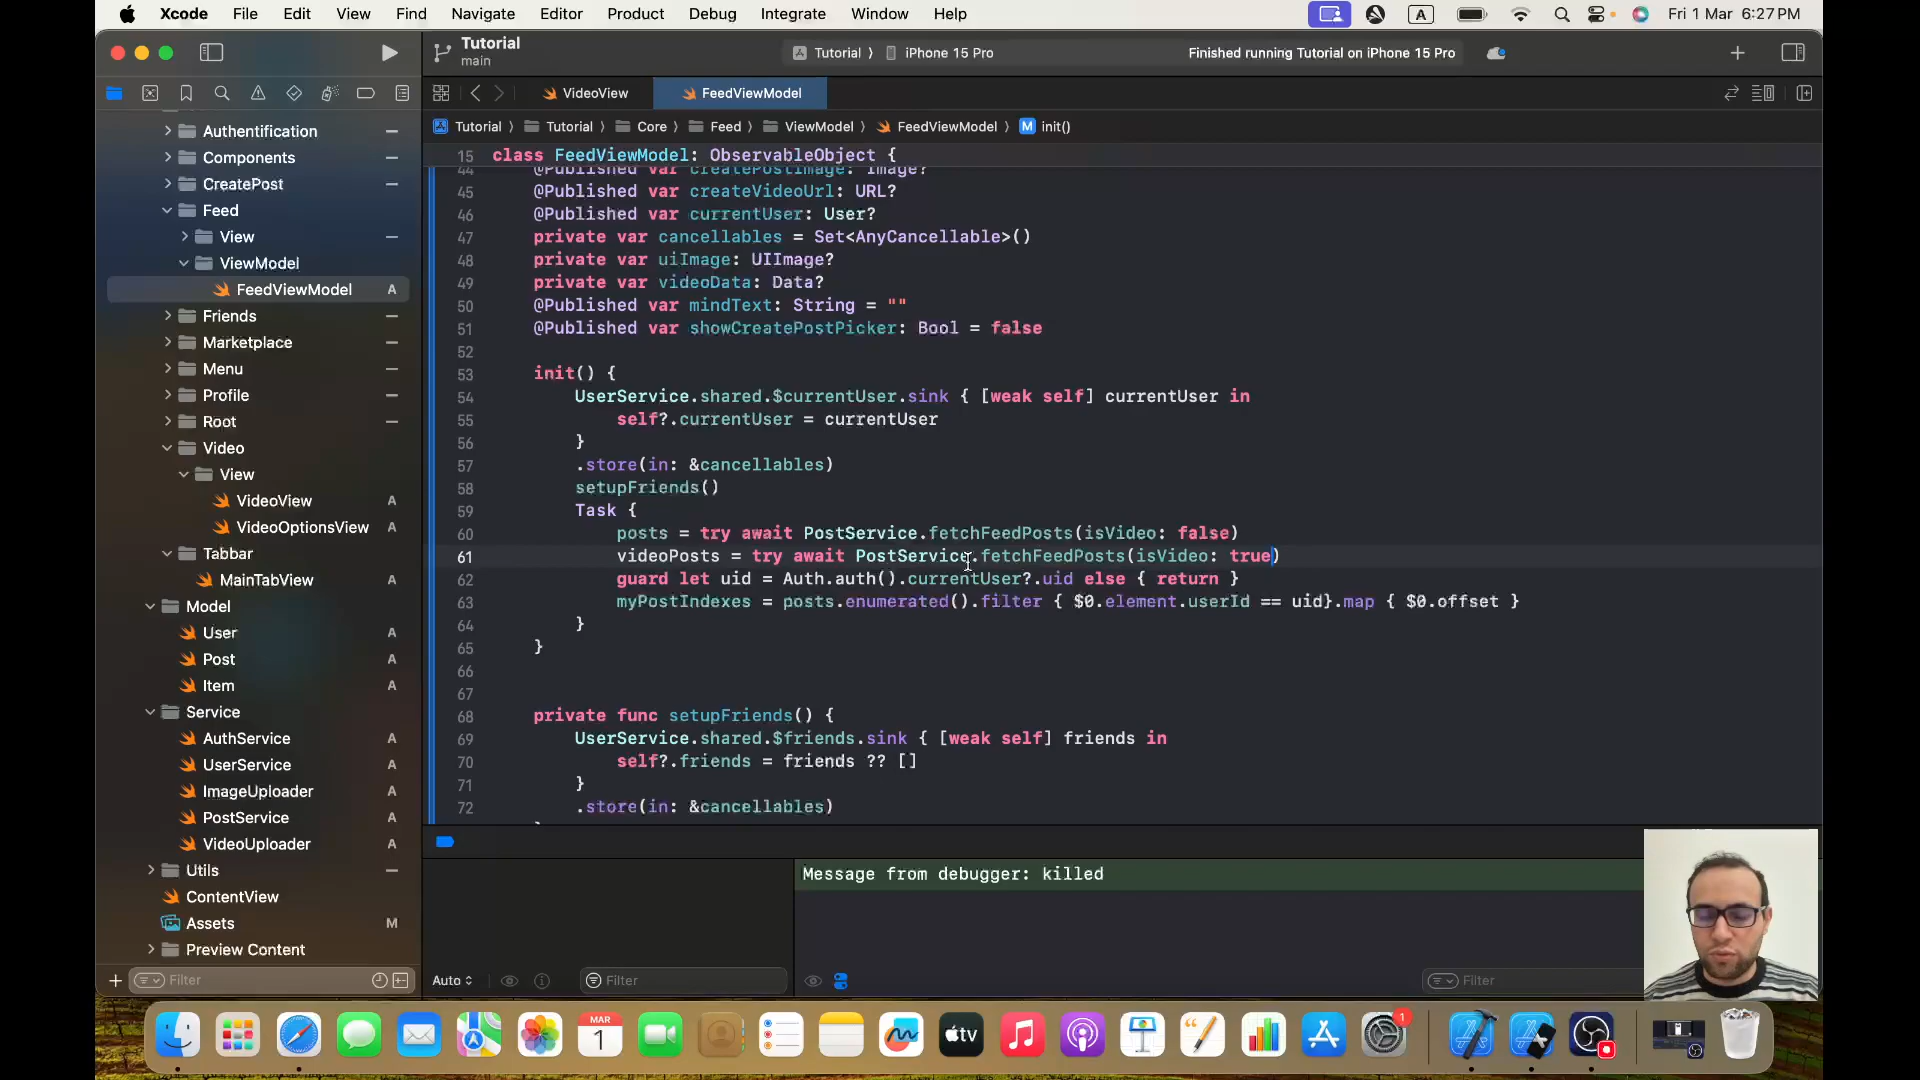 Xcode File Edit View Find Navigate Editor Product Debug Integrate Window Help A Fri 1 Mar 6:27 PM
Tutorial
main
Tutorial iPhone 15 Pro Finished running Tutorial on iPhone 15 Pro
VideoView FeedViewModel
Tutorial Tutorial Core Feed ViewModel FeedViewModel M init()
Authentification
Components
CreatePost
Feed
View
ViewModel
FeedViewModel A
Friends
Marketplace
Menu
Profile
Root
Video
View
VideoView A
VideoOptionsView A
Tabbar
MainTabView A
Model
User A
Post A
Item A
Service
AuthService A
UserService A
ImageUploader A
PostService A
VideoUploader A
Utils
ContentView
Assets M
Preview Content
Filter
15 class FeedViewModel: ObservableObject {
44 @Published var createPostImage: Image?
45 @Published var createVideoUrl: URL?
46 @Published var currentUser: User?
47 private var cancellables = Set<AnyCancellable>()
48 private var uiImage: UIImage?
49 private var videoData: Data?
50 @Published var mindText: String = ""
51 @Published var showCreatePostPicker: Bool = false
52
53 init() {
54 UserService.shared.$currentUser.sink { [weak self] currentUser in
55 self?.currentUser = currentUser
56 }
57 .store(in: &cancellables)
58 setupFriends()
59 Task {
60 posts = try await PostService.fetchFeedPosts(isVideo: false)
61 videoPosts = try await PostService.fetchFeedPosts(isVideo: true)
62 guard let uid = Auth.auth().currentUser?.uid else { return }
63 myPostIndexes = posts.enumerated().filter { $0.element.userId == uid}.map { $0.offset }
64 }
65 }
66
67
68 private func setupFriends() {
69 UserService.shared.$friends.sink { [weak self] friends in
70 self?.friends = friends ?? []
71 }
72 .store(in: &cancellables)
Message from debugger: killed
Auto Filter Filter
MAR
1
tv
1